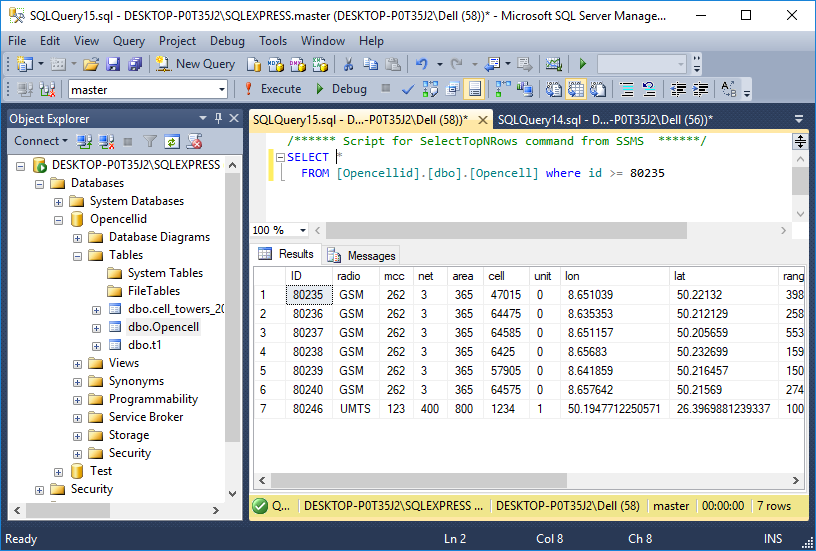 SQLQuery15.sql - DESKTOP-P0T35J2\SQLEXPRESS.master (DESKTOP-P0T35J2\Dell (58))* - Microsoft SQL Server Manage...
File Edit View Query Project Debug Tools Window Help
New Query
master Execute Debug
Object Explorer
Connect
DESKTOP-P0T35J2\SQLEXPRESS
Databases
System Databases
Opencellid
Database Diagrams
Tables
System Tables
FileTables
dbo.cell_towers_20
dbo.Opencell
dbo.t1
Views
Synonyms
Programmability
Service Broker
Storage
Security
Test
Security
SQLQuery15.sql - D...-P0T35J2\Dell (58))* SQLQuery14.sql - D...-P0T35J2\Dell (56))*
/****** Script for SelectTopNRows command from SSMS ******/
SELECT *
FROM [Opencellid].[dbo].[Opencell] where id >= 80235
100 %
Results Messages
ID radio mcc net area cell unit lon lat rang
1 80235 GSM 262 3 365 47015 0 8.651039 50.22132 398
2 80236 GSM 262 3 365 64475 0 8.635353 50.212129 258
3 80237 GSM 262 3 365 64585 0 8.651157 50.205659 553
4 80238 GSM 262 3 365 6425 0 8.65683 50.232699 159
5 80239 GSM 262 3 365 57905 0 8.641859 50.216457 150
6 80240 GSM 262 3 365 64575 0 8.657642 50.21569 274
7 80246 UMTS 123 400 800 1234 1 50.1947712250571 26.3969881239337 100
Q... DESKTOP-P0T35J2\SQLEXPRESS ... DESKTOP-P0T35J2\Dell (58) master 00:00:00 7 rows
Ready Ln 2 Col 8 Ch 8 INS